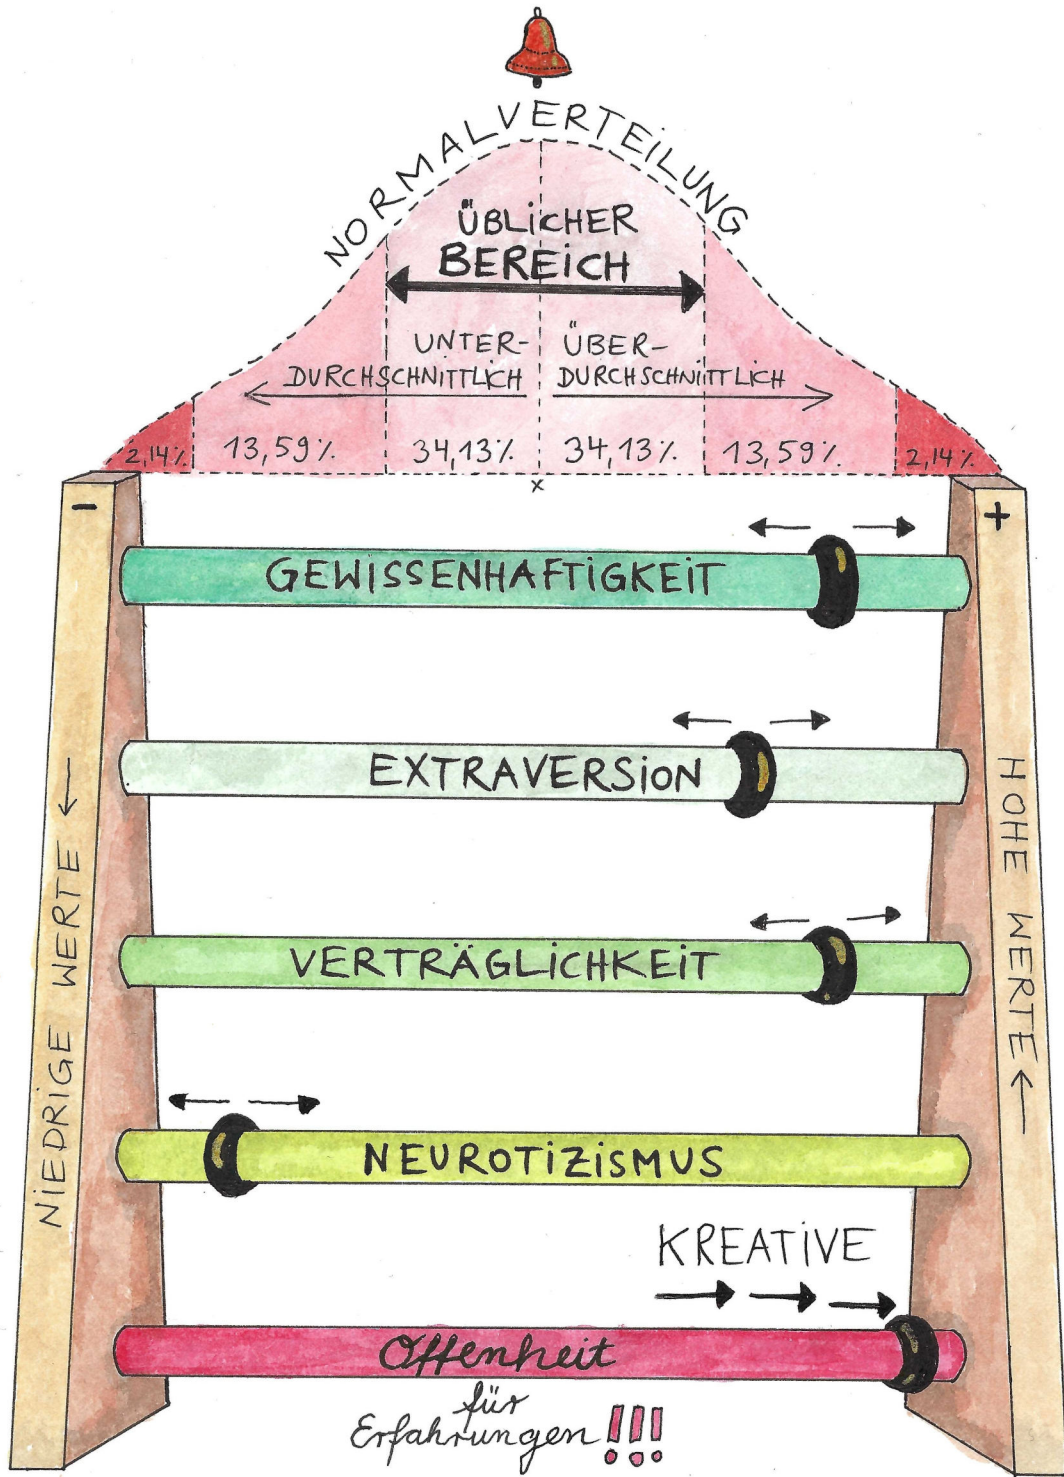 NORMALVERTEILUNG
ÜBLICHER
BEREICH
UNTER-
DURCHSCHNITTLICH
ÜBER-
DURCHSCHNITTLICH
2,14% 13,59% 34,13% 34,13% 13,59% 2,14%
x
- +
GEWISSENHAFTIGKEIT
EXTRAVERSION
HOHE WERTE
VERTRÄGLICHKEIT
NIEDRIGE WERTE
NEUROTIZISMUS
KREATIVE
Offenheit
für
Erfahrungen!!!